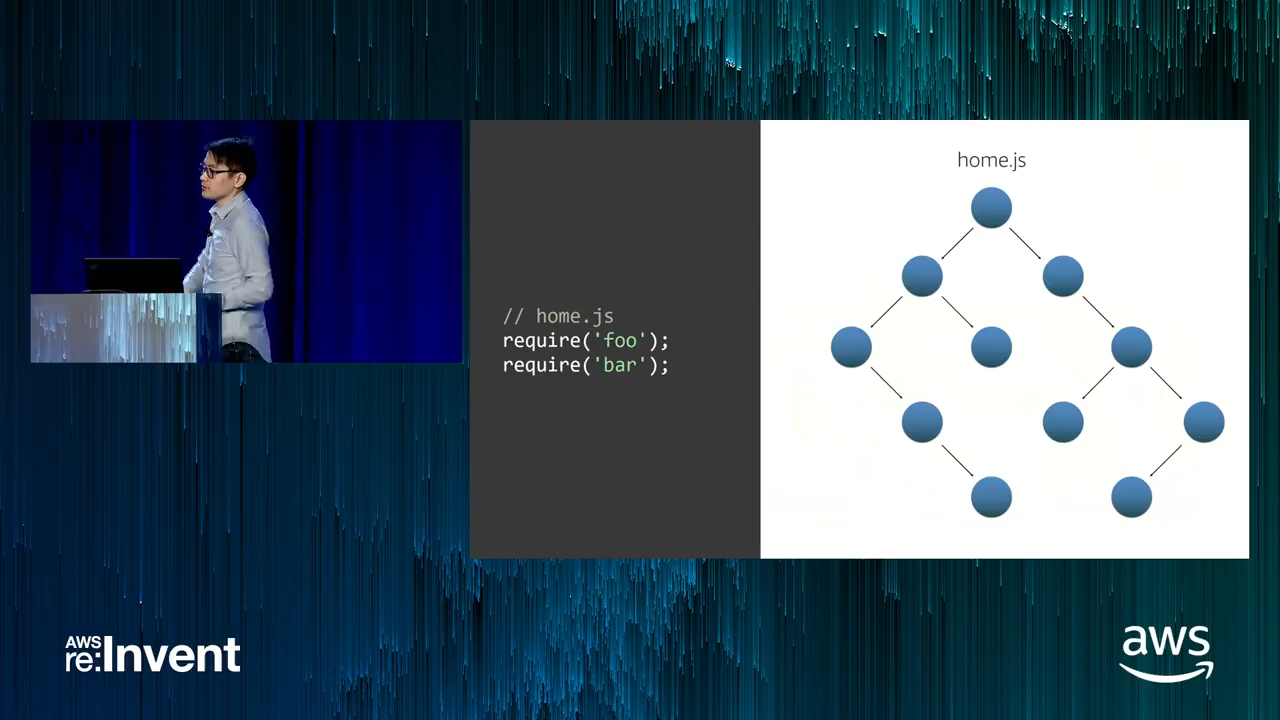 // home.js
require('foo');
require('bar');
home.js
AWS
re:Invent
aws